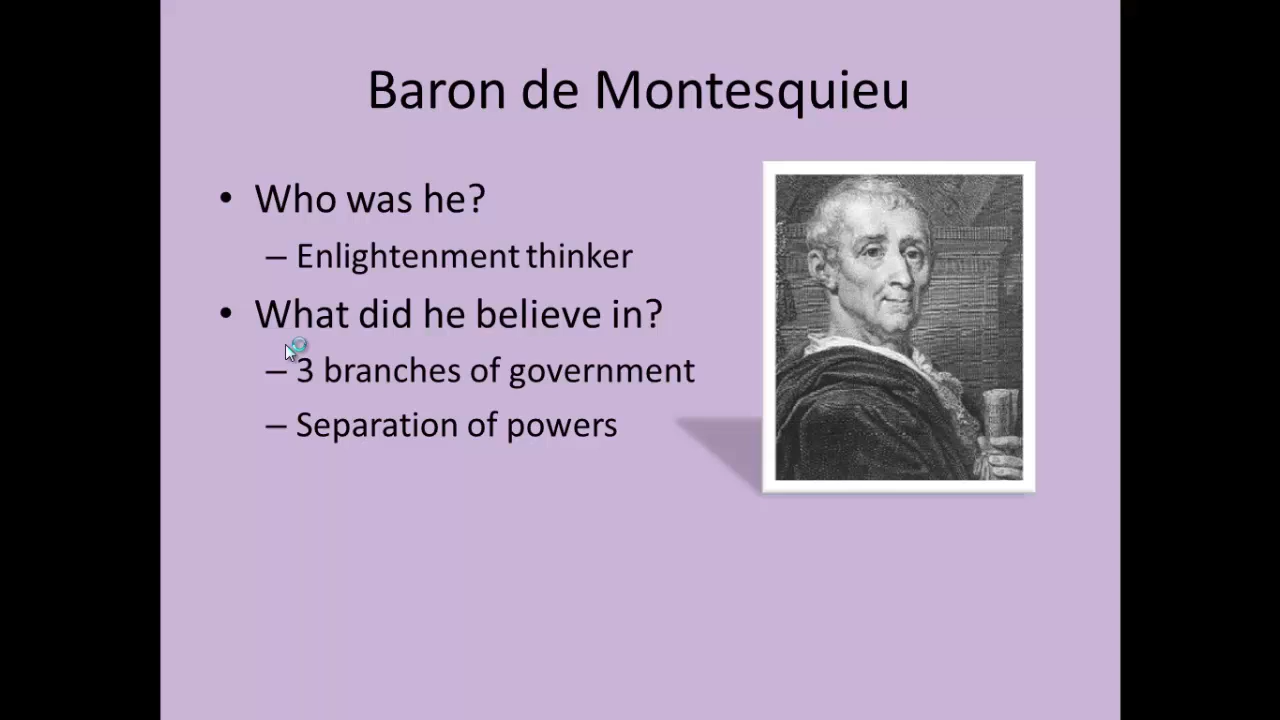 Baron de Montesquieu
• Who was he?
– Enlightenment thinker
• What did he believe in?
– 3 branches of government
– Separation of powers